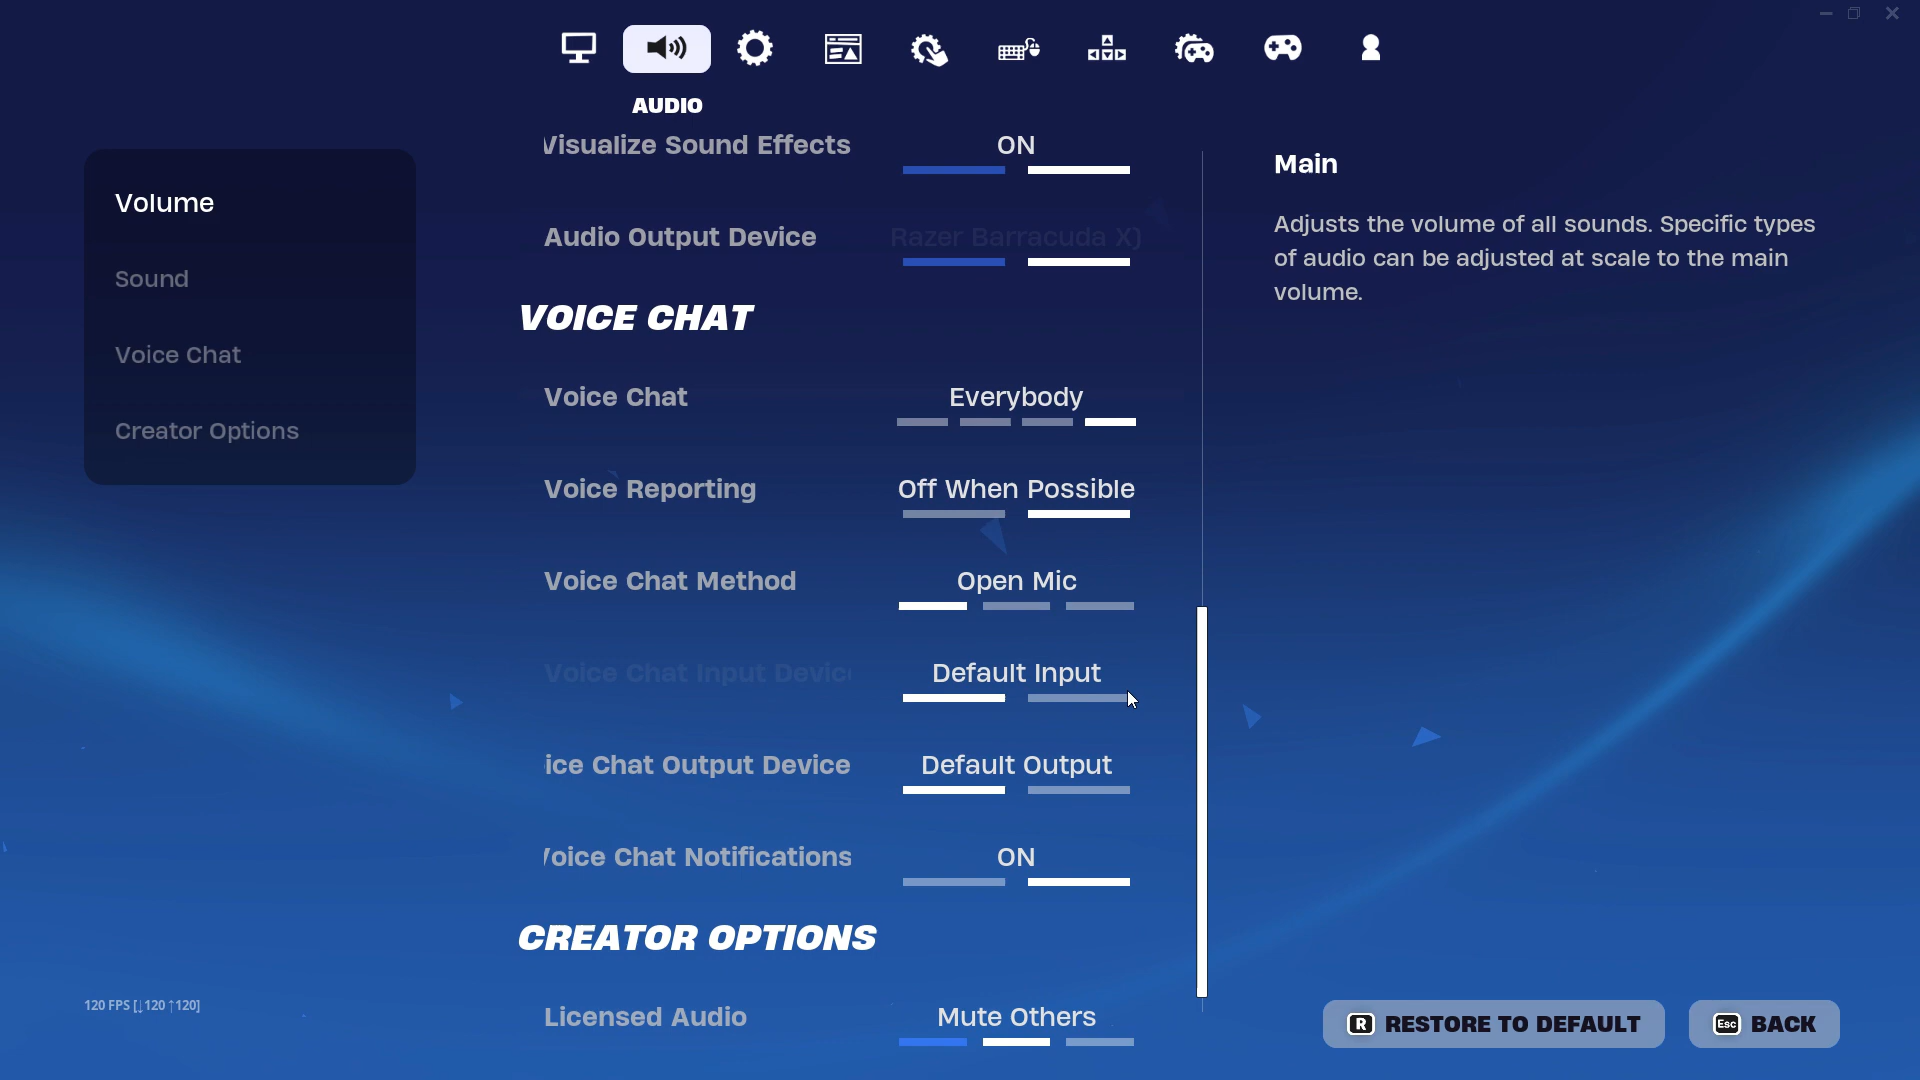 AUDIO
Volume
Sound
Voice Chat
Creator Options
Visualize Sound Effects
ON
Audio Output Device
Razer Barracuda X)
VOICE CHAT
Voice Chat
Everybody
Voice Reporting
Off When Possible
Voice Chat Method
Open Mic
Voice Chat Input Devic
Default Input
ice Chat Output Device
Default Output
Voice Chat Notifications
ON
CREATOR OPTIONS
Licensed Audio
Mute Others
Main
Adjusts the volume of all sounds. Specific types
of audio can be adjusted at scale to the main
volume.
120 FPS [↓120 ↑120]
R RESTORE TO DEFAULT
Esc BACK